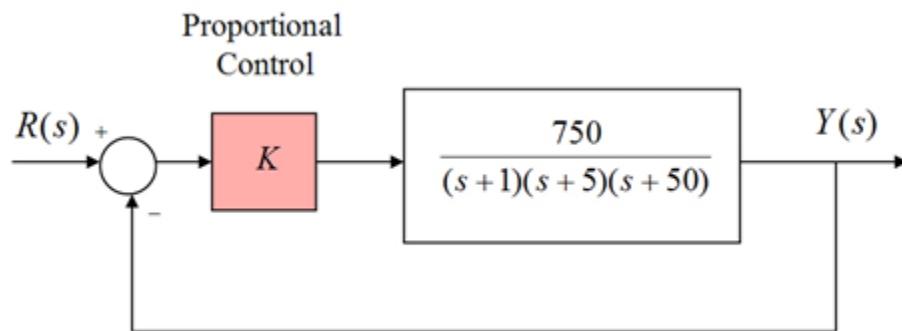 Proportional
Control
R(s)
+
K
750
(s+1)(s+5)(s+50)
Y(s)
−